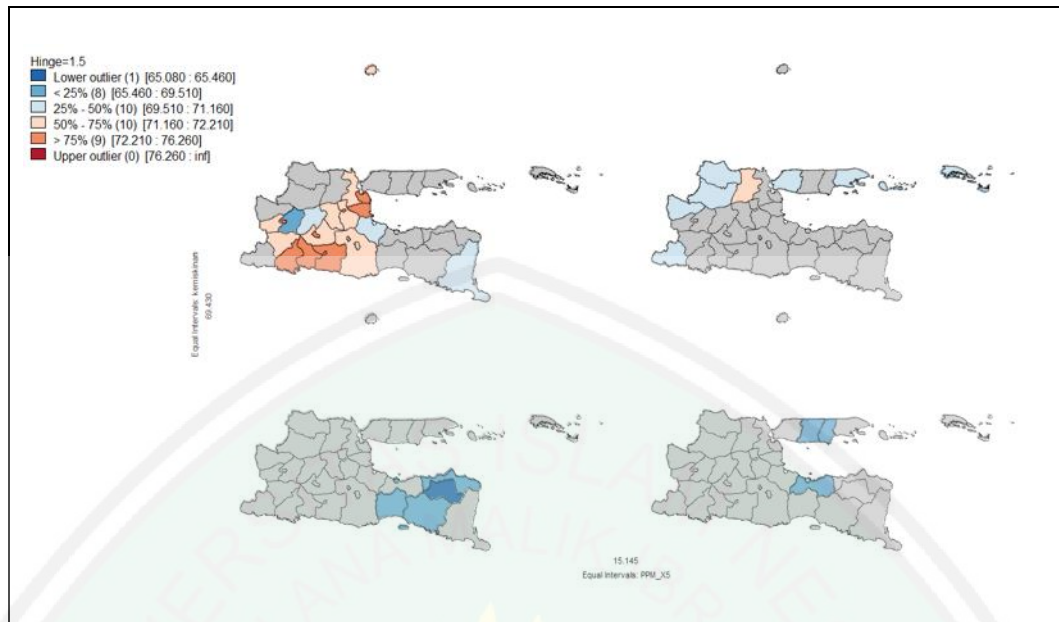 Hinge=1.5
Lower outlier (1) [65.080 : 65.460]
< 25% (8) [65.460 : 69.510]
25% - 50% (10) [69.510 : 71.160]
50% - 75% (10) [71.160 : 72.210]
> 75% (9) [72.210 : 76.260]
Upper outlier (0) [76.260 : inf]
Equal Intervals: kemiskinan
69.430
15.145
Equal Intervals: PPM_X5